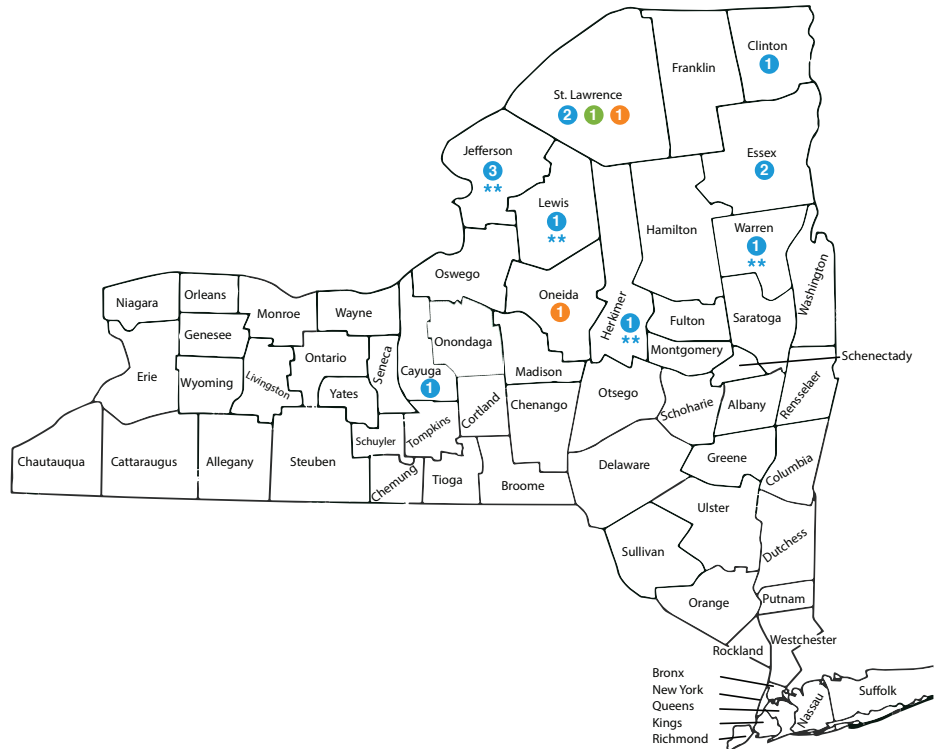 Clinton
1
Franklin
St. Lawrence
2 1 1
Jefferson
3
**
Essex
2
Lewis
1
**
Hamilton
Warren
1
**
Washington
Oswego
Oneida
1
Herkimer
1
**
Niagara
Orleans
Monroe
Wayne
Fulton
Saratoga
Genesee
Onondaga
Montgomery
Schenectady
Ontario
Seneca
Cayuga
1
Madison
Erie
Wyoming
Livingston
Yates
Otsego
Schoharie
Albany
Rensselaer
Chenango
Cortland
Tompkins
Schuyler
Chautauqua
Cattaraugus
Allegany
Steuben
Chemung
Tioga
Broome
Delaware
Greene
Columbia
Ulster
Sullivan
Dutchess
Orange
Putnam
Rockland
Westchester
Bronx
New York
Queens
Kings
Richmond
Nassau
Suffolk